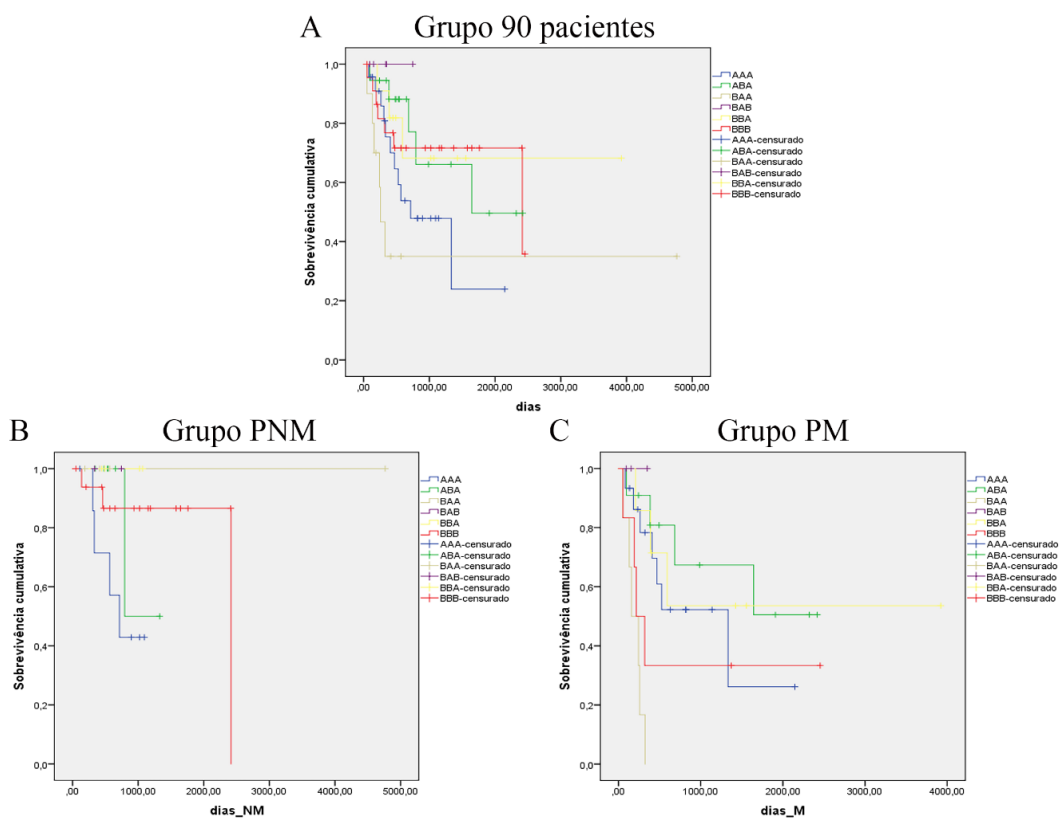 A
Grupo 90 pacientes
Sobrevivência cumulativa
1,0
0,8
0,6
0,4
0,2
0,0
,00
1000,00
2000,00
3000,00
4000,00
5000,00
dias
AAA
ABA
BAA
BAB
BBA
BBB
AAA-censurado
ABA-censurado
BAA-censurado
BAB-censurado
BBA-censurado
BBB-censurado
B
Grupo PNM
Sobrevivência cumulativa
1,0
0,8
0,6
0,4
0,2
0,0
,00
1000,00
2000,00
3000,00
4000,00
5000,00
dias_NM
AAA
ABA
BAA
BAB
BBA
BBB
AAA-censurado
ABA-censurado
BAA-censurado
BAB-censurado
BBA-censurado
BBB-censurado
C
Grupo PM
Sobrevivência cumulativa
1,0
0,8
0,6
0,4
0,2
0,0
,00
1000,00
2000,00
3000,00
4000,00
dias_M
AAA
ABA
BAA
BAB
BBA
BBB
AAA-censurado
ABA-censurado
BAA-censurado
BAB-censurado
BBA-censurado
BBB-censurado